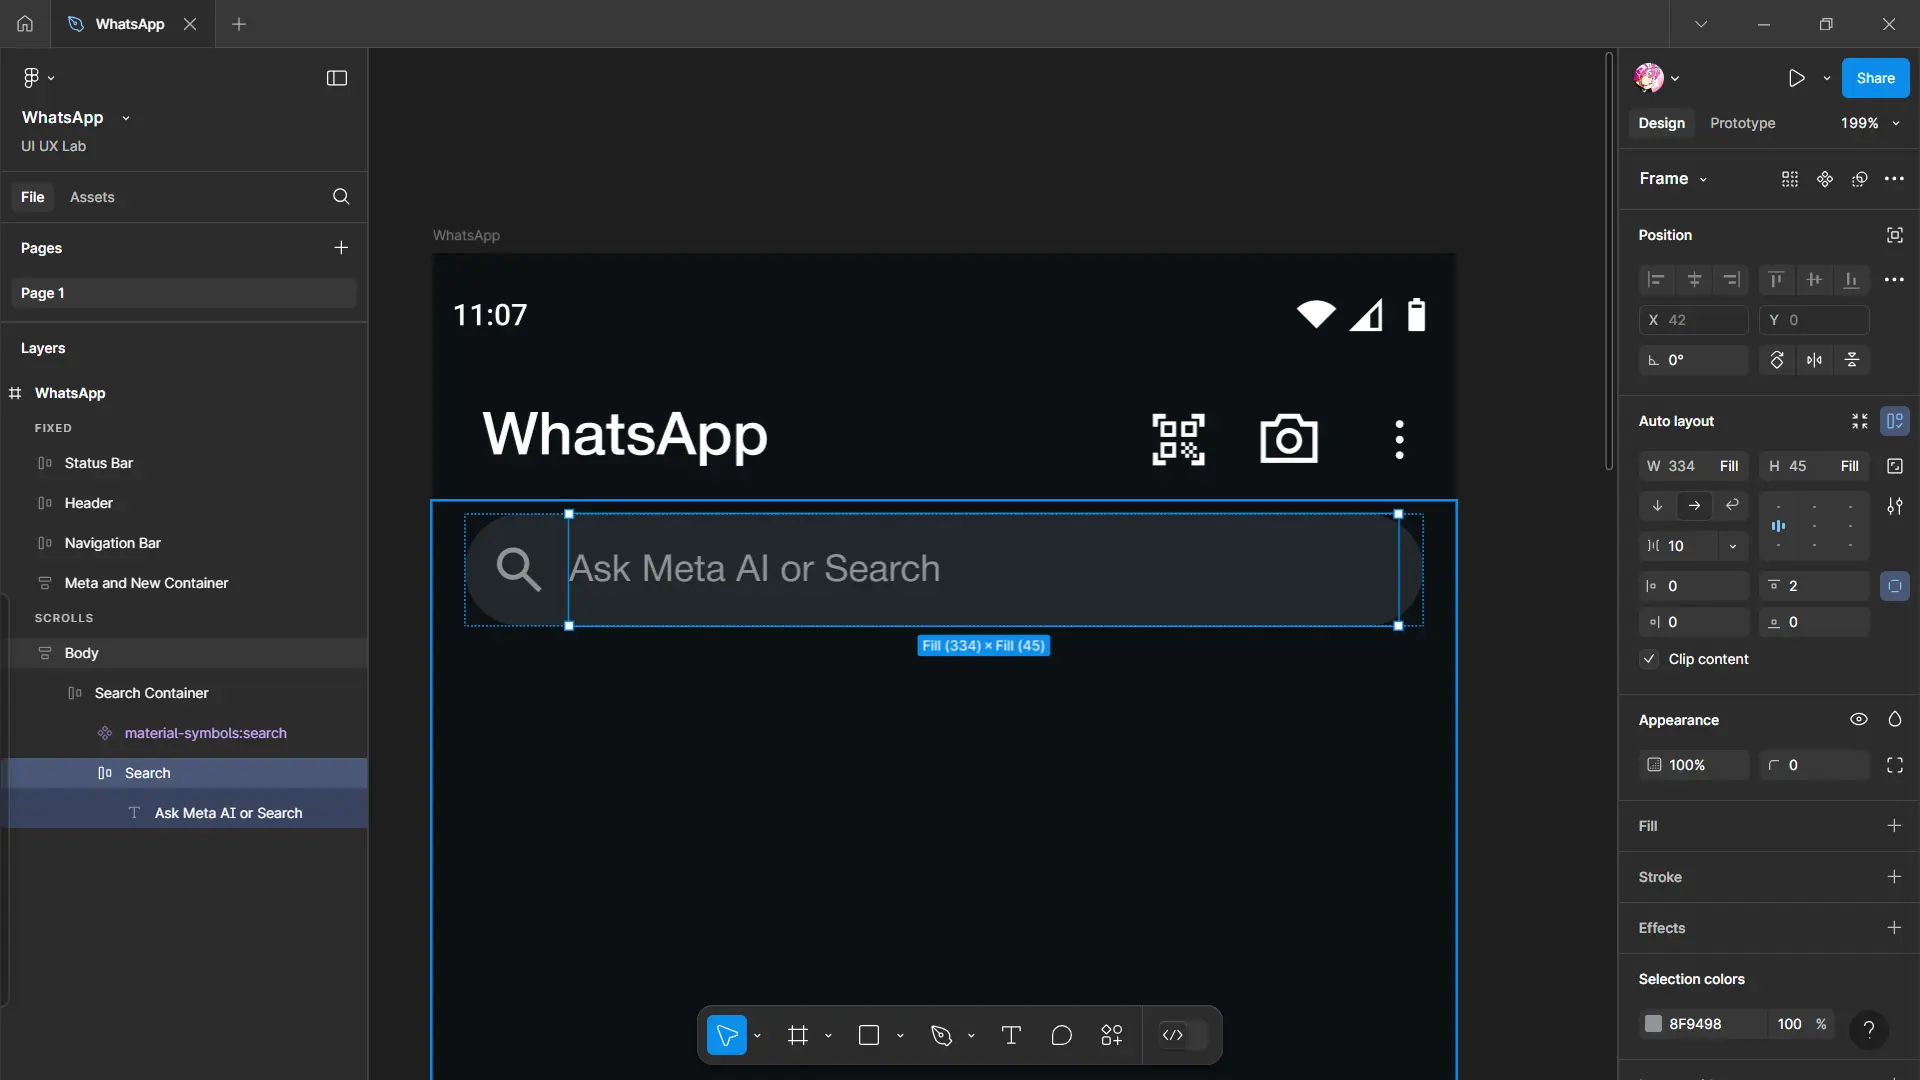 WhatsApp
WhatsApp
UI UX Lab
File
Assets
Pages
Page 1
Layers
WhatsApp
FIXED
Status Bar
Header
Navigation Bar
Meta and New Container
SCROLLS
Body
Search Container
material-symbols:search
Search
Ask Meta AI or Search
WhatsApp
11:07
WhatsApp
Ask Meta AI or Search
Fill (334) × Fill (45)
Share
Design
Prototype
199%
Frame
Position
X 42
Y 0
0°
Auto layout
W 334 Fill
H 45 Fill
10
0
2
0
0
Clip content
Appearance
100%
0
Fill
Stroke
Effects
Selection colors
8F9498
100 %
?